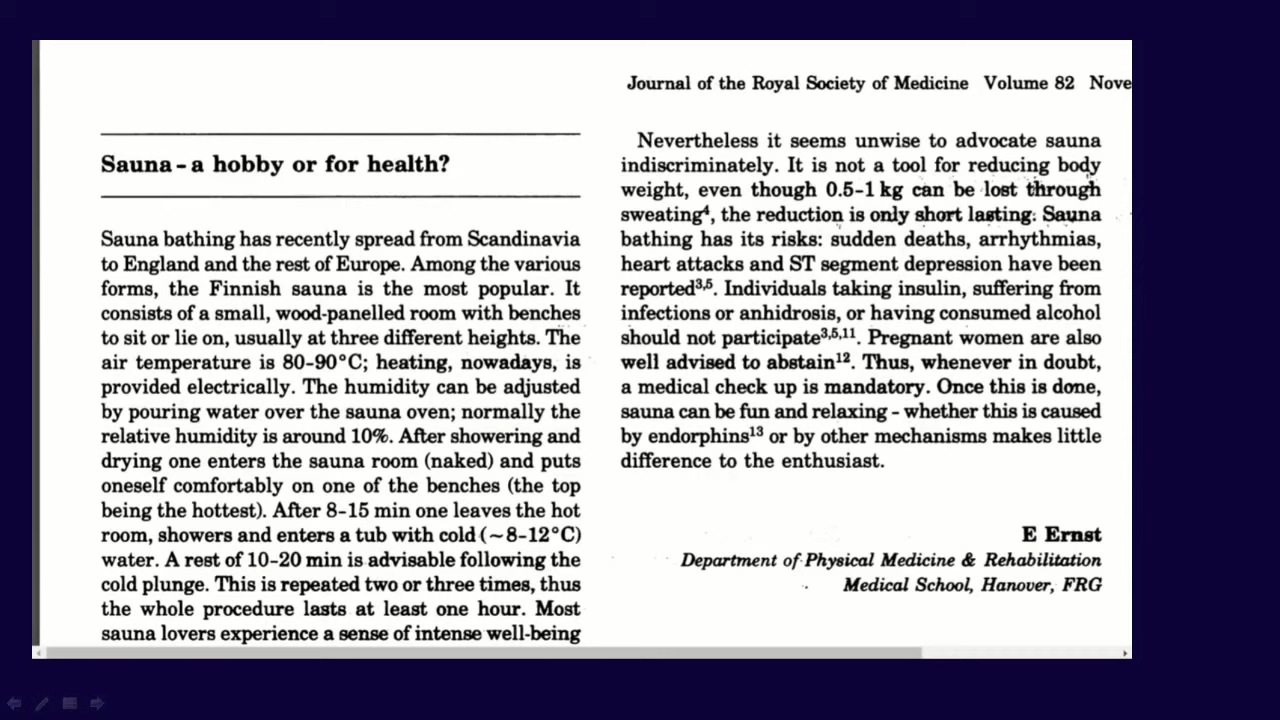 Sauna - a hobby or for health?
Sauna bathing has recently spread from Scandinavia
to England and the rest of Europe. Among the various
forms, the Finnish sauna is the most popular. It
consists of a small, wood-panelled room with benches
to sit or lie on, usually at three different heights. The
air temperature is 80-90°C; heating, nowadays, is
provided electrically. The humidity can be adjusted
by pouring water over the sauna oven; normally the
relative humidity is around 10%. After showering and
drying one enters the sauna room (naked) and puts
oneself comfortably on one of the benches (the top
being the hottest). After 8-15 min one leaves the hot
room, showers and enters a tub with cold (~8-12°C)
water. A rest of 10-20 min is advisable following the
cold plunge. This is repeated two or three times, thus
the whole procedure lasts at least one hour. Most
sauna lovers experience a sense of intense well-being
Journal of the Royal Society of Medicine Volume 82 Nove
Nevertheless it seems unwise to advocate sauna
indiscriminately. It is not a tool for reducing body
weight, even though 0.5-1 kg can be lost through
sweating⁴, the reduction is only short lasting. Sauna
bathing has its risks: sudden deaths, arrhythmias,
heart attacks and ST segment depression have been
reported³,⁵. Individuals taking insulin, suffering from
infections or anhidrosis, or having consumed alcohol
should not participate³,⁵,¹¹. Pregnant women are also
well advised to abstain¹². Thus, whenever in doubt,
a medical check up is mandatory. Once this is done,
sauna can be fun and relaxing - whether this is caused
by endorphins¹³ or by other mechanisms makes little
difference to the enthusiast.
E Ernst
Department of Physical Medicine & Rehabilitation
Medical School, Hanover, FRG